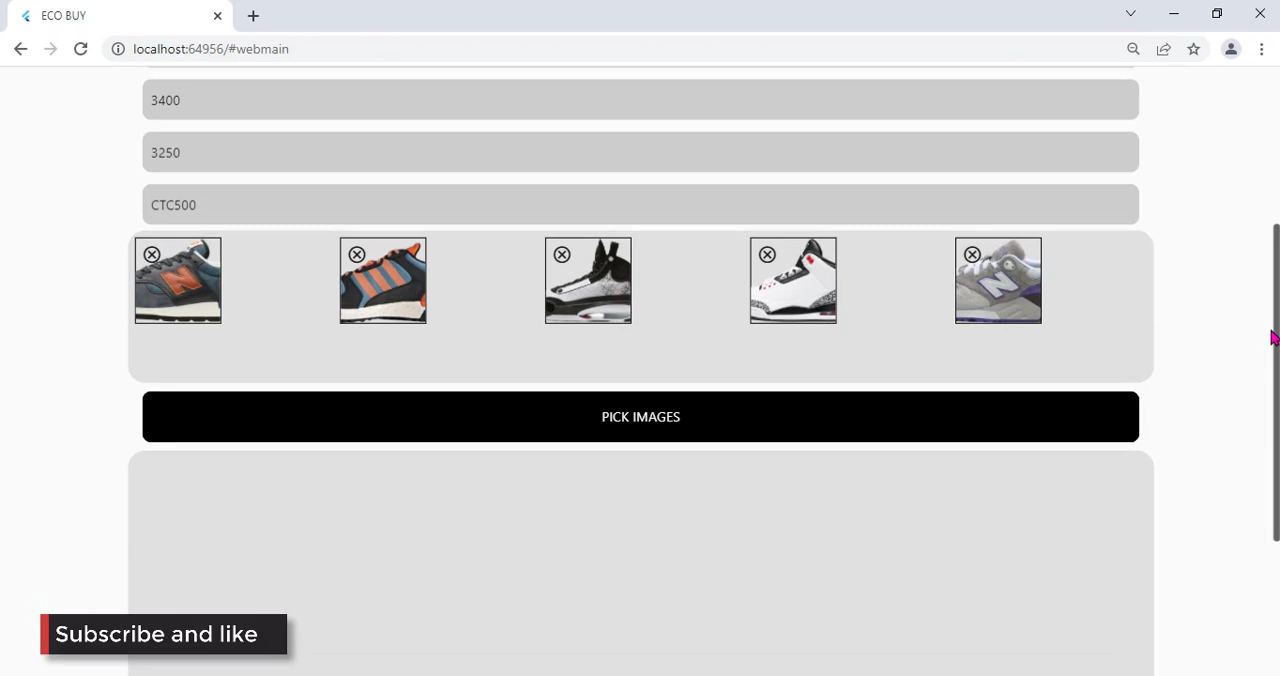 ECO BUY
localhost:64956/#webmain
3400
3250
CTC500
N
N
PICK IMAGES
Subscribe and like